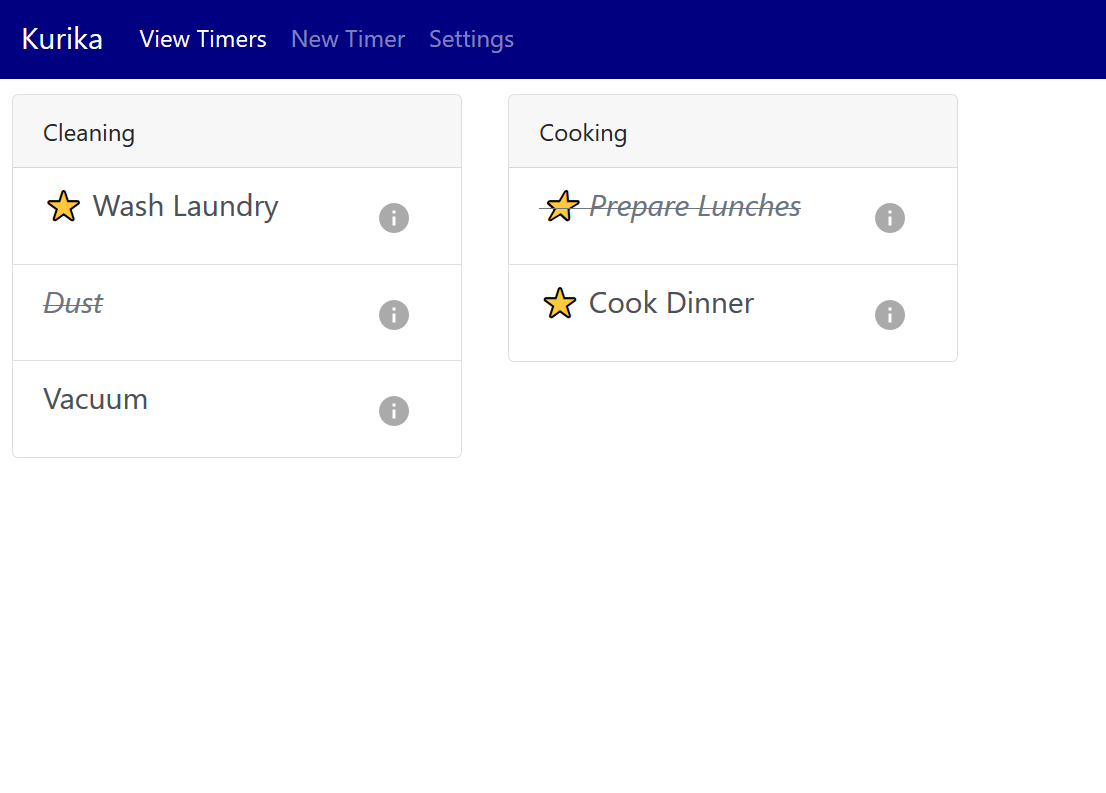 Kurika View Timers New Timer Settings
Cleaning
⭐ Wash Laundry
Dust
Vacuum
Cooking
⭐ Prepare Lunches
⭐ Cook Dinner